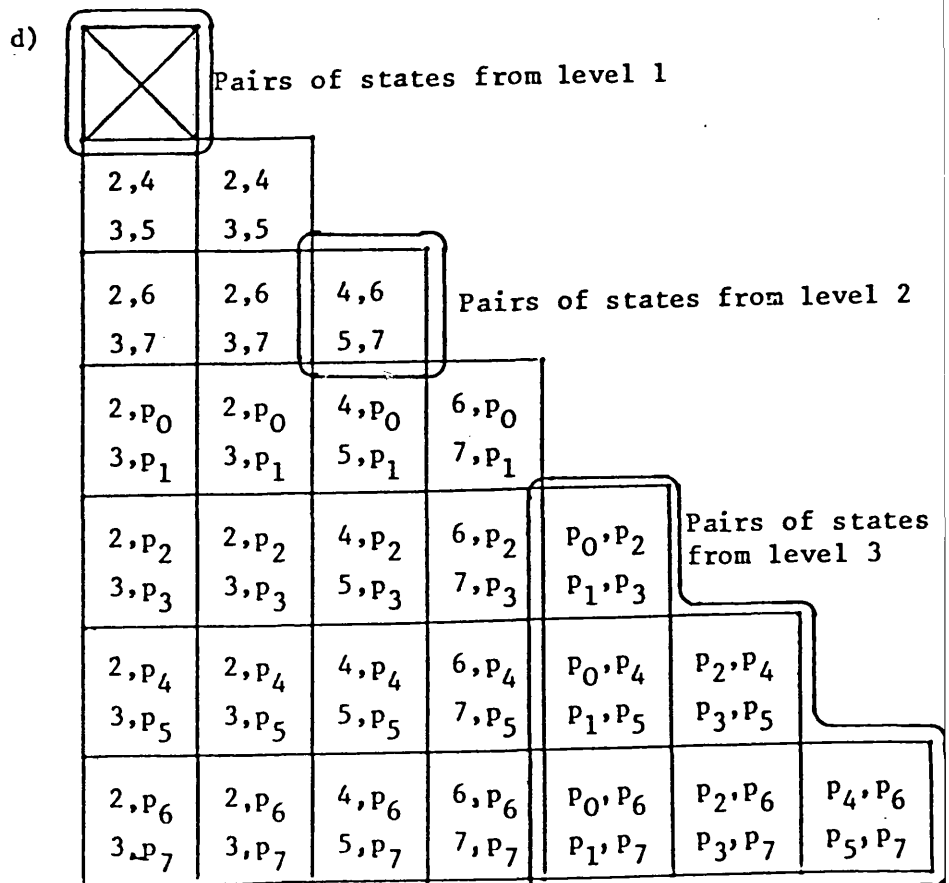 d)
Pairs of states from level 1
2,4 2,4
3,5 3,5
2,6 2,6 4,6 Pairs of states from level 2
3,7 3,7 5,7
2,p₀ 2,p₀ 4,p₀ 6,p₀
3,p₁ 3,p₁ 5,p₁ 7,p₁
2,p₂ 2,p₂ 4,p₂ 6,p₂ p₀,p₂ Pairs of states
3,p₃ 3,p₃ 5,p₃ 7,p₃ p₁,p₃ from level 3
2,p₄ 2,p₄ 4,p₄ 6,p₄ p₀,p₄ p₂,p₄
3,p₅ 3,p₅ 5,p₅ 7,p₅ p₁,p₅ p₃,p₅
2,p₆ 2,p₆ 4,p₆ 6,p₆ p₀,p₆ p₂,p₆ p₄,p₆
3,p₇ 3,p₇ 5,p₇ 7,p₇ p₁,p₇ p₃,p₇ p₅,p₇